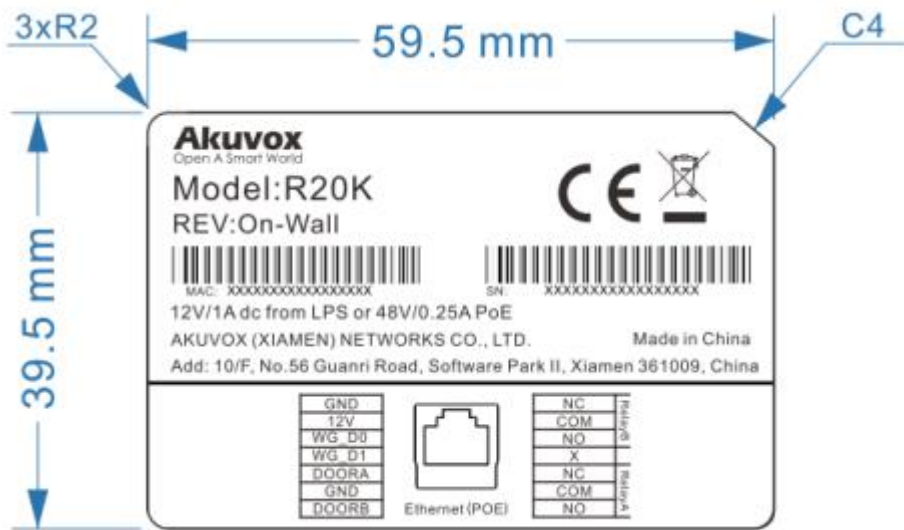 3xR2
59.5 mm
C4
39.5 mm
Akuvox
Open A Smart World
Model:R20K
REV:On-Wall
CE
MAC: XXXXXXXXXXXXXXXXX
SN: XXXXXXXXXXXXXXXXX
12V/1A dc from LPS or 48V/0.25A PoE
AKUVOX (XIAMEN) NETWORKS CO., LTD. Made in China
Add: 10/F, No.56 Guanri Road, Software Park II, Xiamen 361009, China
GND
12V
WG_D0
WG_D1
DOORA
GND
DOORB
Ethernet (POE)
NC
COM
NO
X
NC
COM
NO
RelayB
RelayA